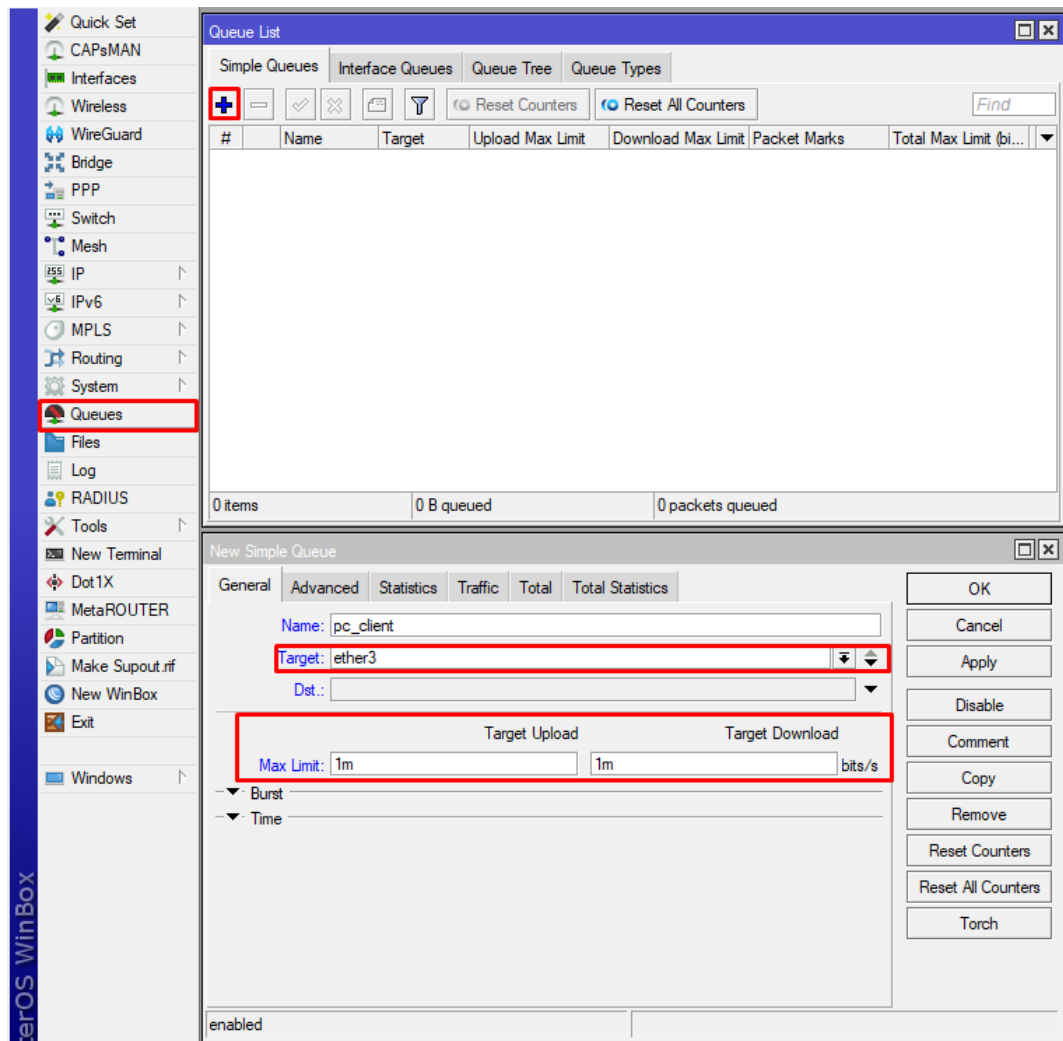 Quick Set
CAPsMAN
Interfaces
Wireless
WireGuard
Bridge
PPP
Switch
Mesh
IP
IPv6
MPLS
Routing
System
Queues
Files
Log
RADIUS
Tools
New Terminal
Dot1X
MetaROUTER
Partition
Make Supout.rif
New WinBox
Exit
Windows
terOS WinBox
Queue List
Simple Queues Interface Queues Queue Tree Queue Types
Reset Counters Reset All Counters Find
# Name Target Upload Max Limit Download Max Limit Packet Marks Total Max Limit (bi...
0 items 0 B queued 0 packets queued
New Simple Queue
General Advanced Statistics Traffic Total Total Statistics
Name: pc_client
Target: ether3
Dst.:
Target Upload Target Download
Max Limit: 1m 1m bits/s
Burst
Time
OK
Cancel
Apply
Disable
Comment
Copy
Remove
Reset Counters
Reset All Counters
Torch
enabled